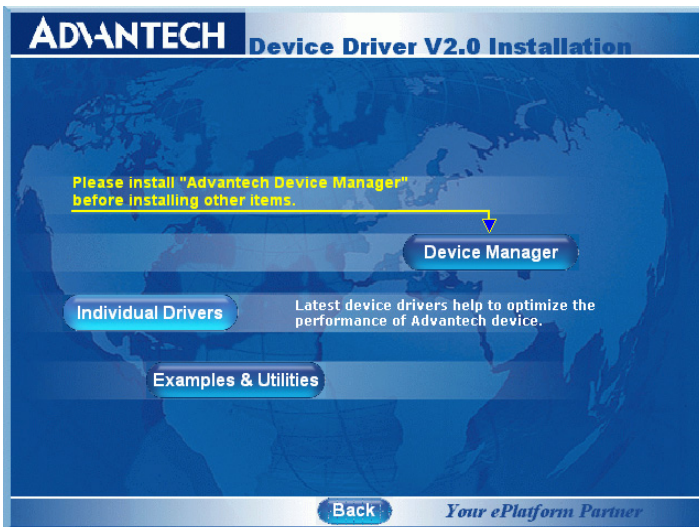 ADVANTECH
Device Driver V2.0 Installation
Please install "Advantech Device Manager"
before installing other items.
Device Manager
Individual Drivers
Latest device drivers help to optimize the
performance of Advantech device.
Examples & Utilities
Back
Your ePlatform Partner